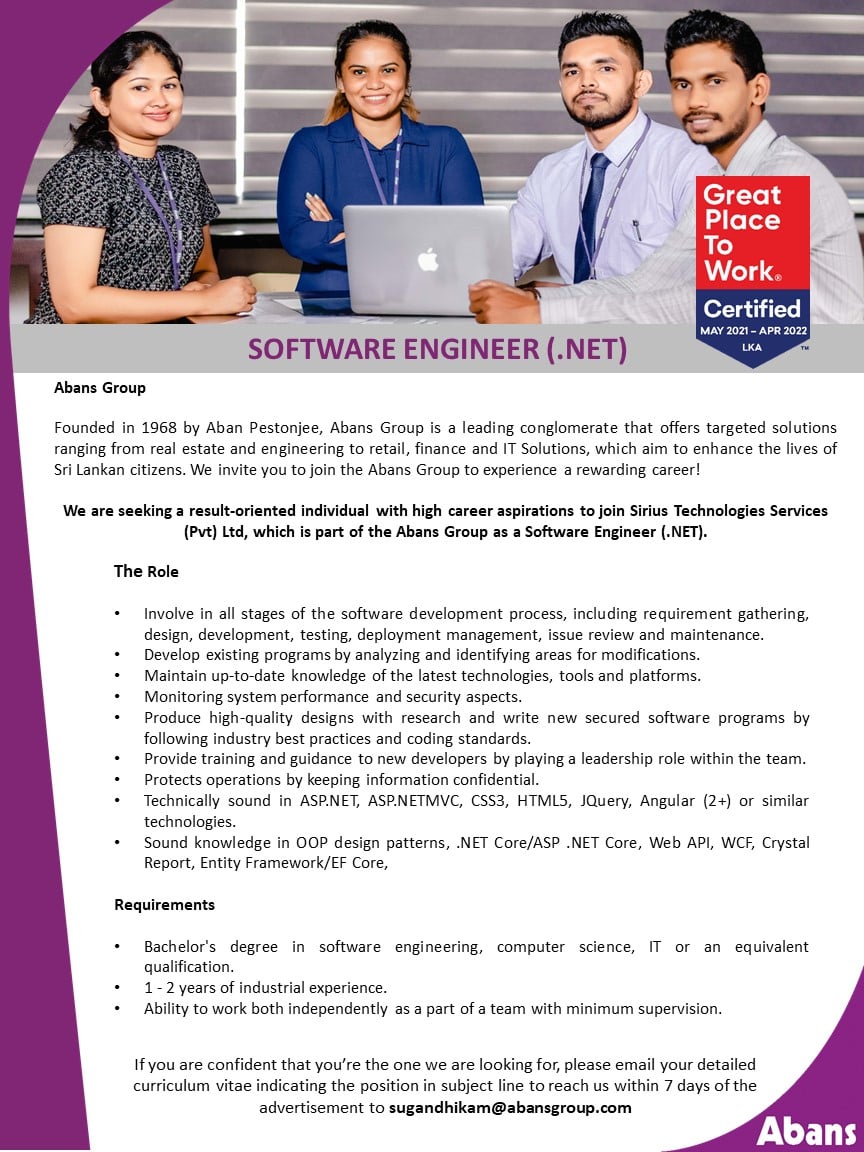 Great
Place
To
Work®
Certified
MAY 2021 – APR 2022
LKA
TM
SOFTWARE ENGINEER (.NET)
Abans Group
Founded in 1968 by Aban Pestonjee, Abans Group is a leading conglomerate that offers targeted solutions
ranging from real estate and engineering to retail, finance and IT Solutions, which aim to enhance the lives of
Sri Lankan citizens. We invite you to join the Abans Group to experience a rewarding career!
We are seeking a result-oriented individual with high career aspirations to join Sirius Technologies Services
(Pvt) Ltd, which is part of the Abans Group as a Software Engineer (.NET).
The Role
• Involve in all stages of the software development process, including requirement gathering,
design, development, testing, deployment management, issue review and maintenance.
• Develop existing programs by analyzing and identifying areas for modifications.
• Maintain up-to-date knowledge of the latest technologies, tools and platforms.
• Monitoring system performance and security aspects.
• Produce high-quality designs with research and write new secured software programs by
following industry best practices and coding standards.
• Provide training and guidance to new developers by playing a leadership role within the team.
• Protects operations by keeping information confidential.
• Technically sound in ASP.NET, ASP.NETMVC, CSS3, HTML5, JQuery, Angular (2+) or similar
technologies.
• Sound knowledge in OOP design patterns, .NET Core/ASP .NET Core, Web API, WCF, Crystal
Report, Entity Framework/EF Core,
Requirements
• Bachelor's degree in software engineering, computer science, IT or an equivalent
qualification.
• 1 - 2 years of industrial experience.
• Ability to work both independently as a part of a team with minimum supervision.
If you are confident that you’re the one we are looking for, please email your detailed
curriculum vitae indicating the position in subject line to reach us within 7 days of the
advertisement to sugandhikam@abansgroup.com
Abans